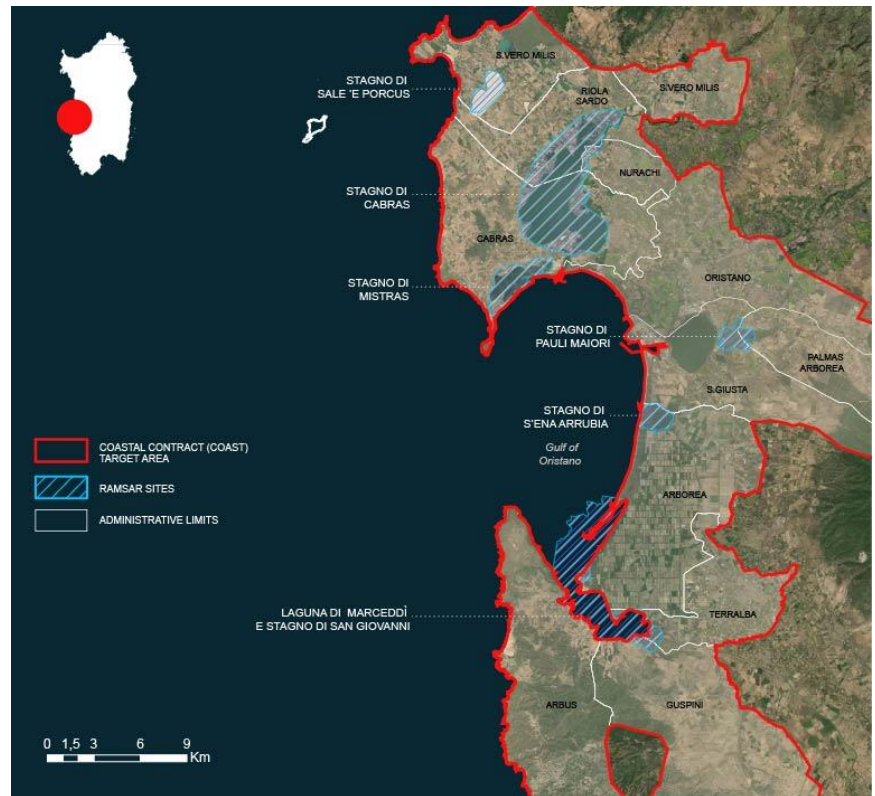 S.VERO MILIS
STAGNO DI
SALE 'E PORCUS
RIOLA
SARDO
S.VERO MILIS
NURACHI
STAGNO DI
CABRAS
CABRAS
STAGNO DI
MISTRAS
ORISTANO
STAGNO DI
PAULI MAIORI
PALMAS
ARBOREA
S.GIUSTA
STAGNO DI
S'ENA ARRUBIA
Gulf of
Oristano
COASTAL CONTRACT (COAST)
TARGET AREA
RAMSAR SITES
ADMINISTRATIVE LIMITS
ARBOREA
LAGUNA DI MARCEDDÌ
E STAGNO DI SAN GIOVANNI
TERRALBA
ARBUS
GUSPINI
0 1,5 3 6 9
Km